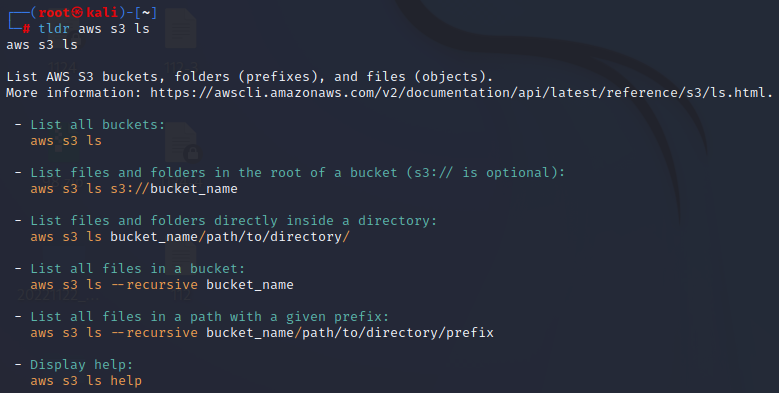 ┌──(root㉿kali)-[~]
└─# tldr aws s3 ls
aws s3 ls

List AWS S3 buckets, folders (prefixes), and files (objects).
More information: https://awscli.amazonaws.com/v2/documentation/api/latest/reference/s3/ls.html.

 - List all buckets:
   aws s3 ls

 - List files and folders in the root of a bucket (s3:// is optional):
   aws s3 ls s3://bucket_name

 - List files and folders directly inside a directory:
   aws s3 ls bucket_name/path/to/directory/

 - List all files in a bucket:
   aws s3 ls --recursive bucket_name

 - List all files in a path with a given prefix:
   aws s3 ls --recursive bucket_name/path/to/directory/prefix

 - Display help:
   aws s3 ls help